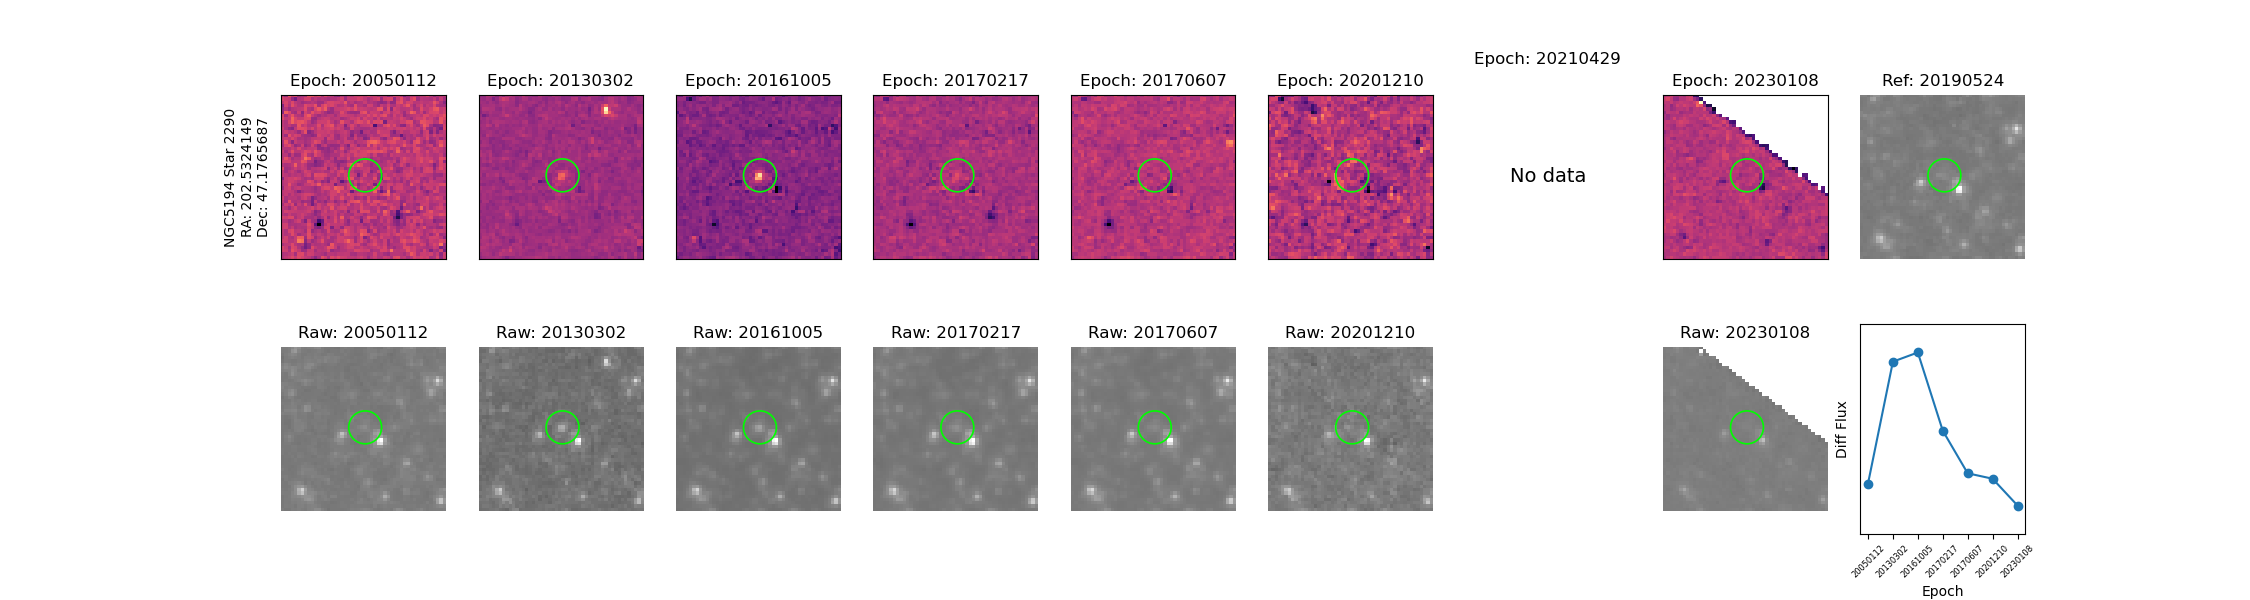 NGC5194 Star 2290
RA: 202.5324149
Dec: 47.1765687
Epoch: 20050112
Epoch: 20130302
Epoch: 20161005
Epoch: 20170217
Epoch: 20170607
Epoch: 20201210
Epoch: 20210429
No data
Epoch: 20230108
Ref: 20190524
Raw: 20050112
Raw: 20130302
Raw: 20161005
Raw: 20170217
Raw: 20170607
Raw: 20201210
Raw: 20230108
Diff Flux
20050112
20130302
20161005
20170217
20170607
20201210
20230108
Epoch